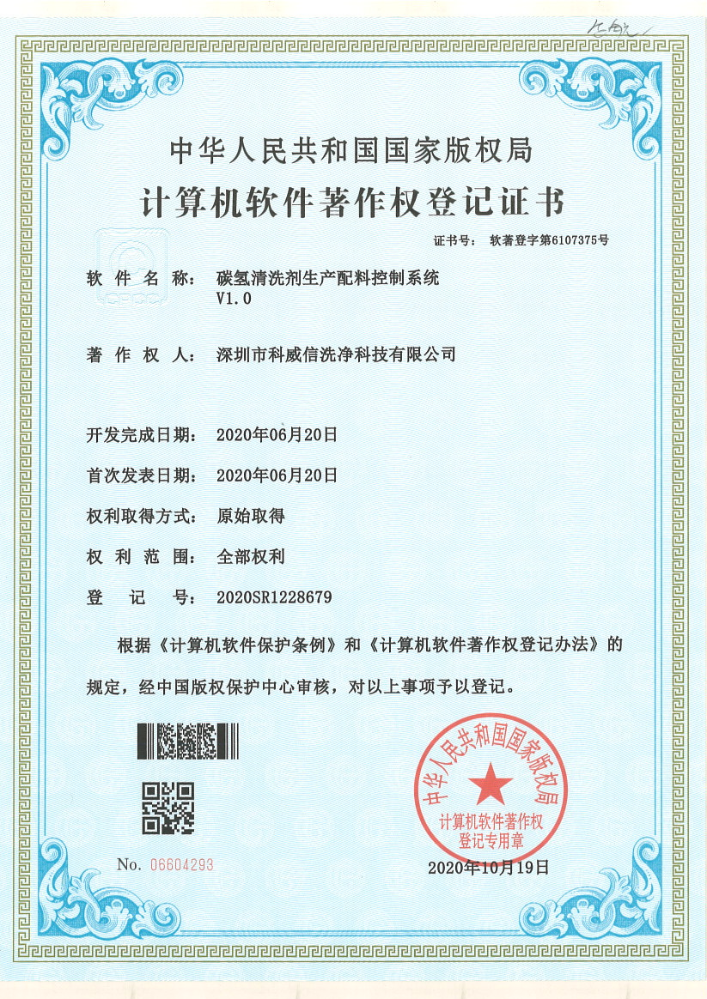 中华人民共和国国家版权局
计算机软件著作权登记证书
证书号： 软著登字第6107375号
软件名称： 碳氢清洗剂生产配料控制系统
V1.0
著作权人： 深圳市科威信洗净科技有限公司
开发完成日期： 2020年06月20日
首次发表日期： 2020年06月20日
权利取得方式： 原始取得
权利范围： 全部权利
登记号： 2020SR1228679
根据《计算机软件保护条例》和《计算机软件著作权登记办法》的
规定，经中国版权保护中心审核，对以上事项予以登记。
中华人民共和国国家版权局
计算机软件著作权
登记专用章
No. 06604293
2020年10月19日